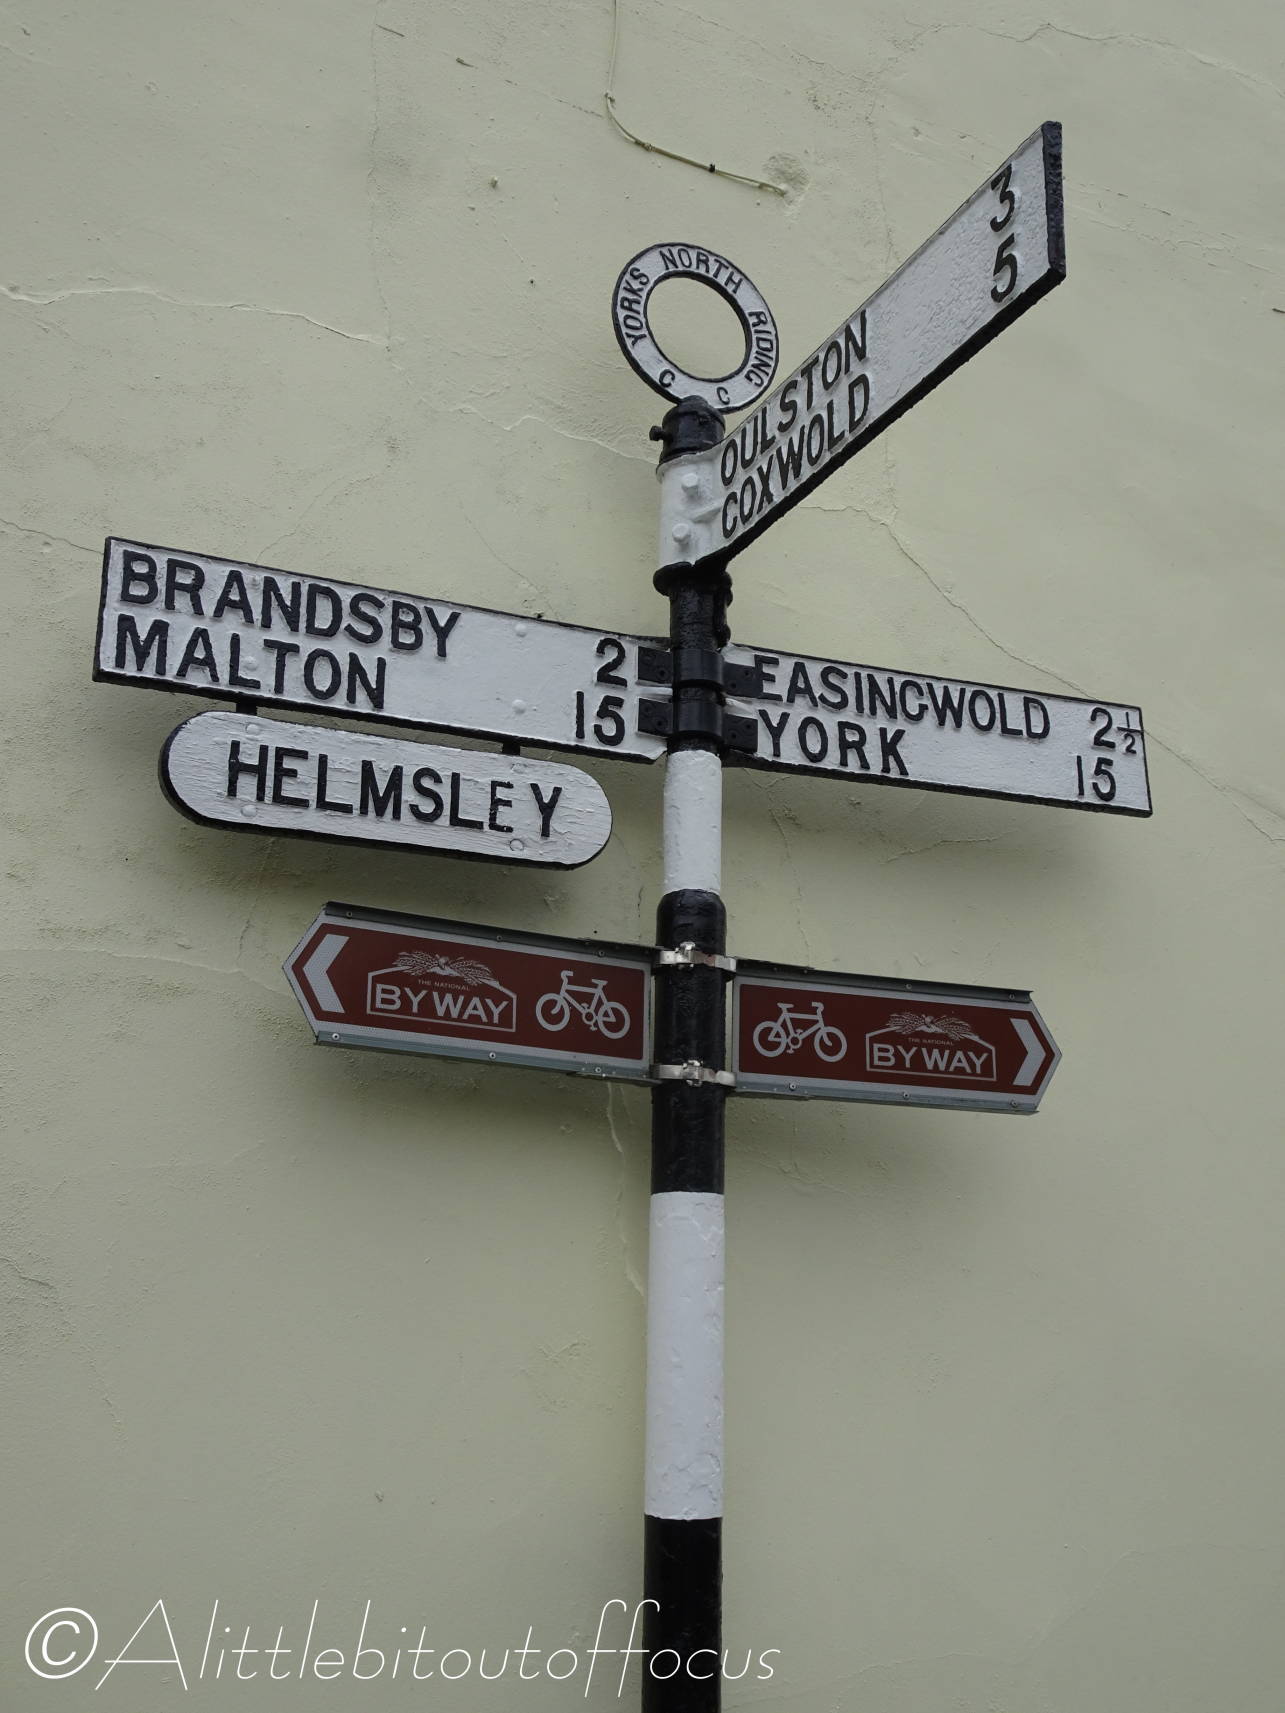 YORKS NORTH RIDING
C C
OULSTON 3
COXWOLD 5
BRANDSBY 2
MALTON 15
EASINGWOLD 2½
YORK 15
HELMSLEY
THE NATIONAL
BYWAY
THE NATIONAL
BYWAY
©Alittlebitoutoffocus